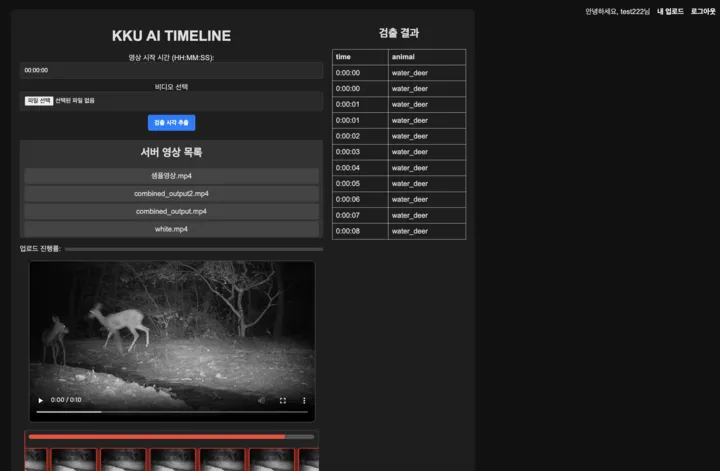 안녕하세요, test222님 내 업로드 로그아웃
KKU AI TIMELINE
영상 시작 시간 (HH:MM:SS):
00:00:00
비디오 선택
파일 선택 선택된 파일 없음
검출 시각 추출
서버 영상 목록
샘플영상.mp4
combined_output2.mp4
combined_output.mp4
white.mp4
업로드 진행률:
0:00 / 0:10
검출 결과
time animal
0:00:00 water_deer
0:00:00 water_deer
0:00:01 water_deer
0:00:01 water_deer
0:00:02 water_deer
0:00:03 water_deer
0:00:04 water_deer
0:00:05 water_deer
0:00:06 water_deer
0:00:07 water_deer
0:00:08 water_deer